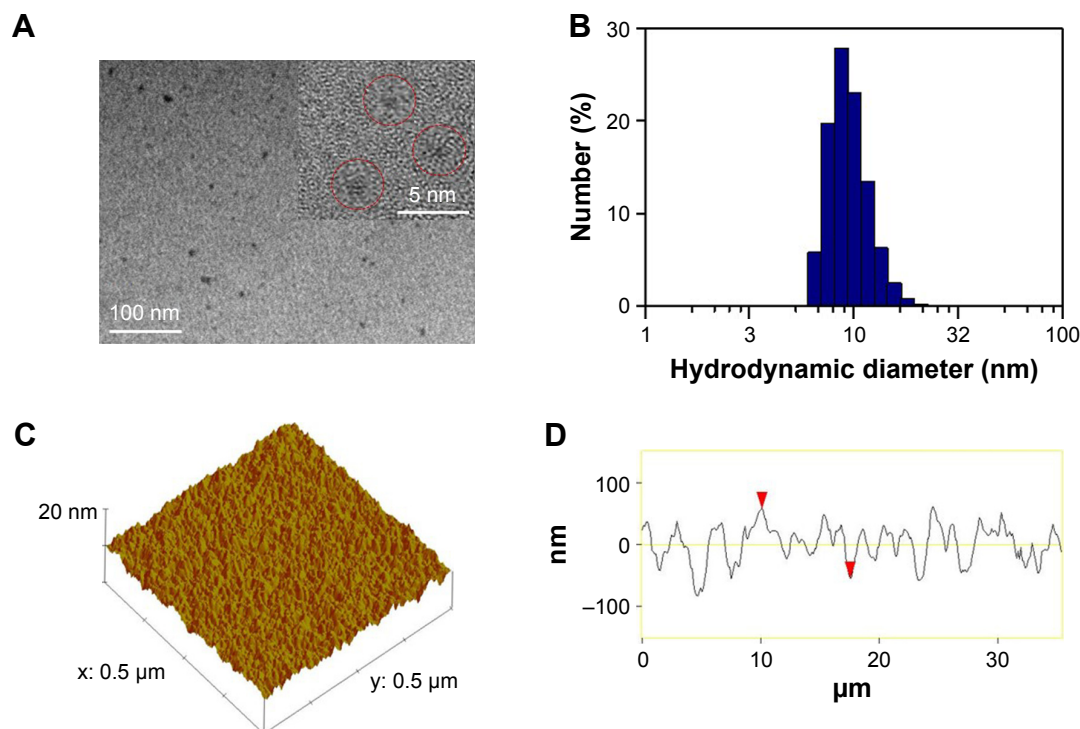 A
5 nm
100 nm
B
30
20
10
0
Number (%)
1
3
10
32
100
Hydrodynamic diameter (nm)
C
20 nm
x: 0.5 µm
y: 0.5 µm
D
100
0
–100
nm
0
10
20
30
µm